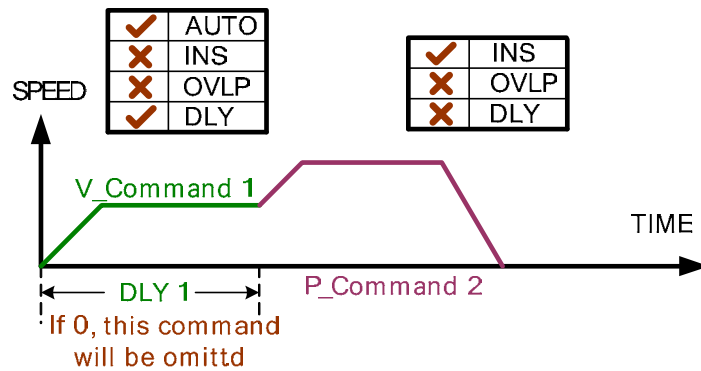 AUTO
INS
OVLP
DLY
INS
OVLP
DLY
SPEED
V_Command 1
TIME
DLY 1
P_Command 2
If 0, this command
will be omittd